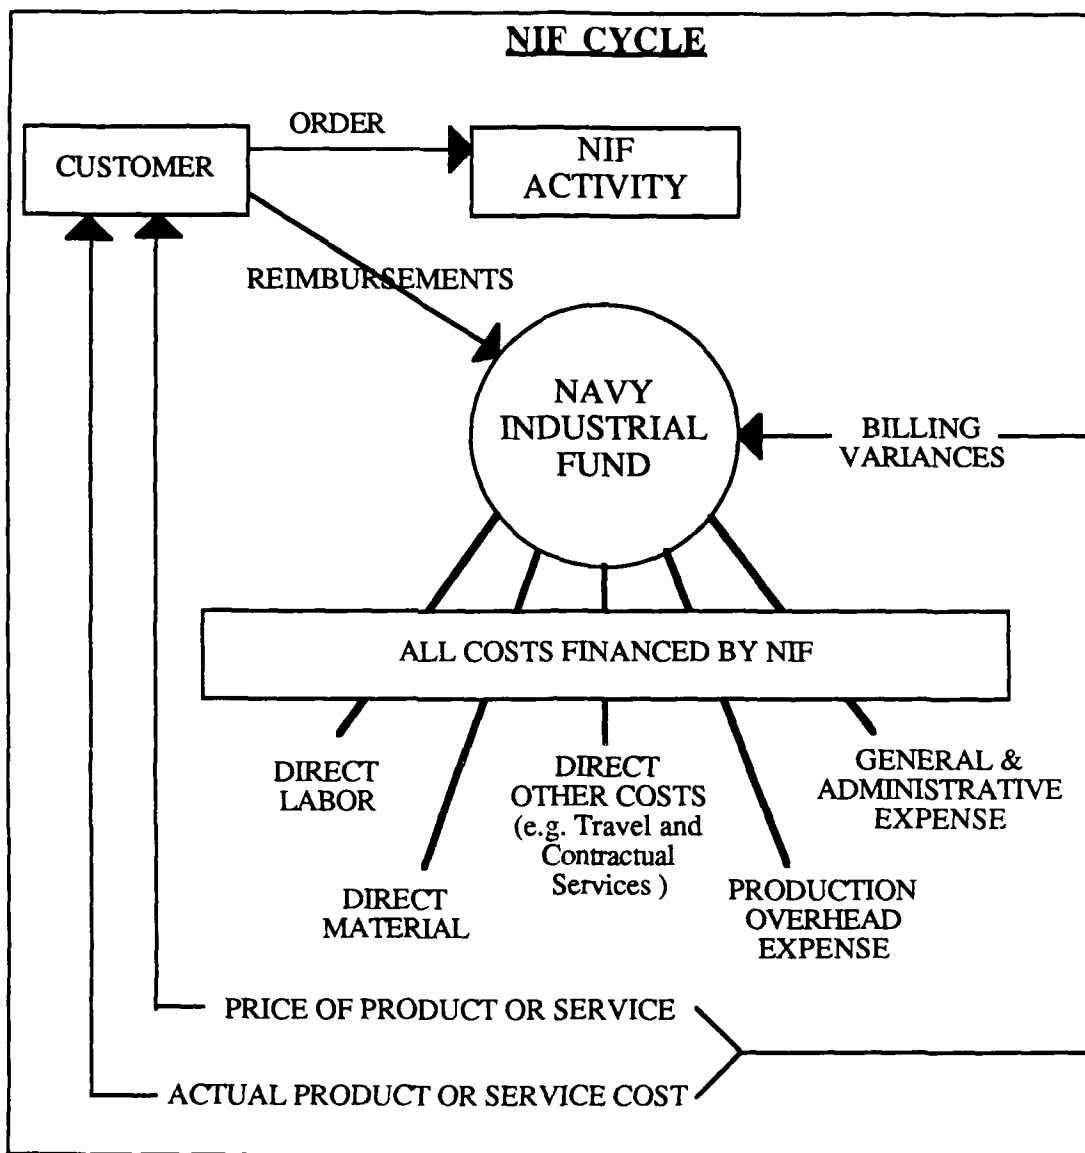 NIF CYCLE
ORDER
CUSTOMER
NIF
ACTIVITY
REIMBURSEMENTS
NAVY
INDUSTRIAL
FUND
BILLING
VARIANCES
ALL COSTS FINANCED BY NIF
DIRECT
LABOR
DIRECT
MATERIAL
DIRECT
OTHER COSTS
(e.g. Travel and
Contractual
Services )
PRODUCTION
OVERHEAD
EXPENSE
GENERAL &
ADMINISTRATIVE
EXPENSE
PRICE OF PRODUCT OR SERVICE
ACTUAL PRODUCT OR SERVICE COST